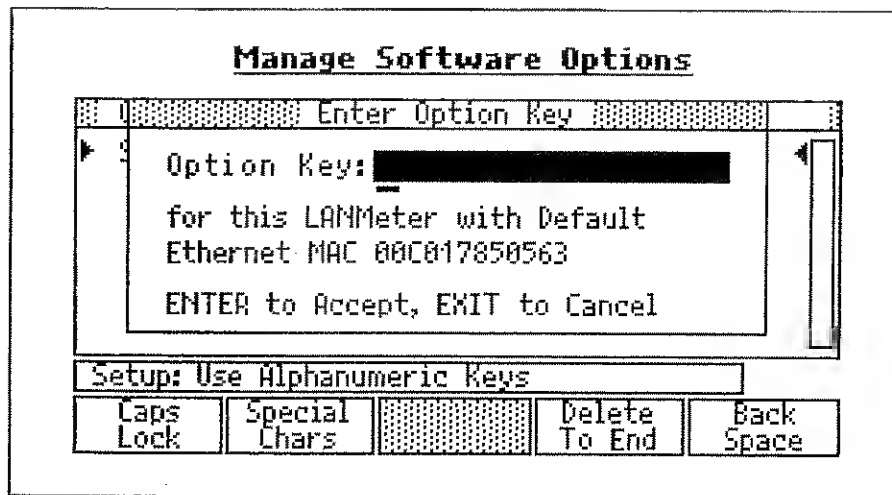 Manage Software Options
Enter Option Key
Option Key:
for this LANMeter with Default
Ethernet MAC 00C017850563
ENTER to Accept, EXIT to Cancel
Setup: Use Alphanumeric Keys
Caps Lock
Special Chars
Delete To End
Back Space